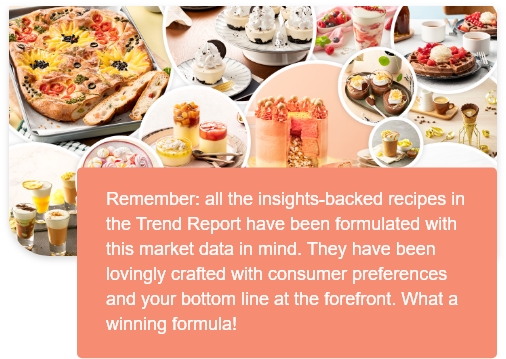 Remember: all the insights-backed recipes in
the Trend Report have been formulated with
this market data in mind. They have been
lovingly crafted with consumer preferences
and your bottom line at the forefront. What a
winning formula!